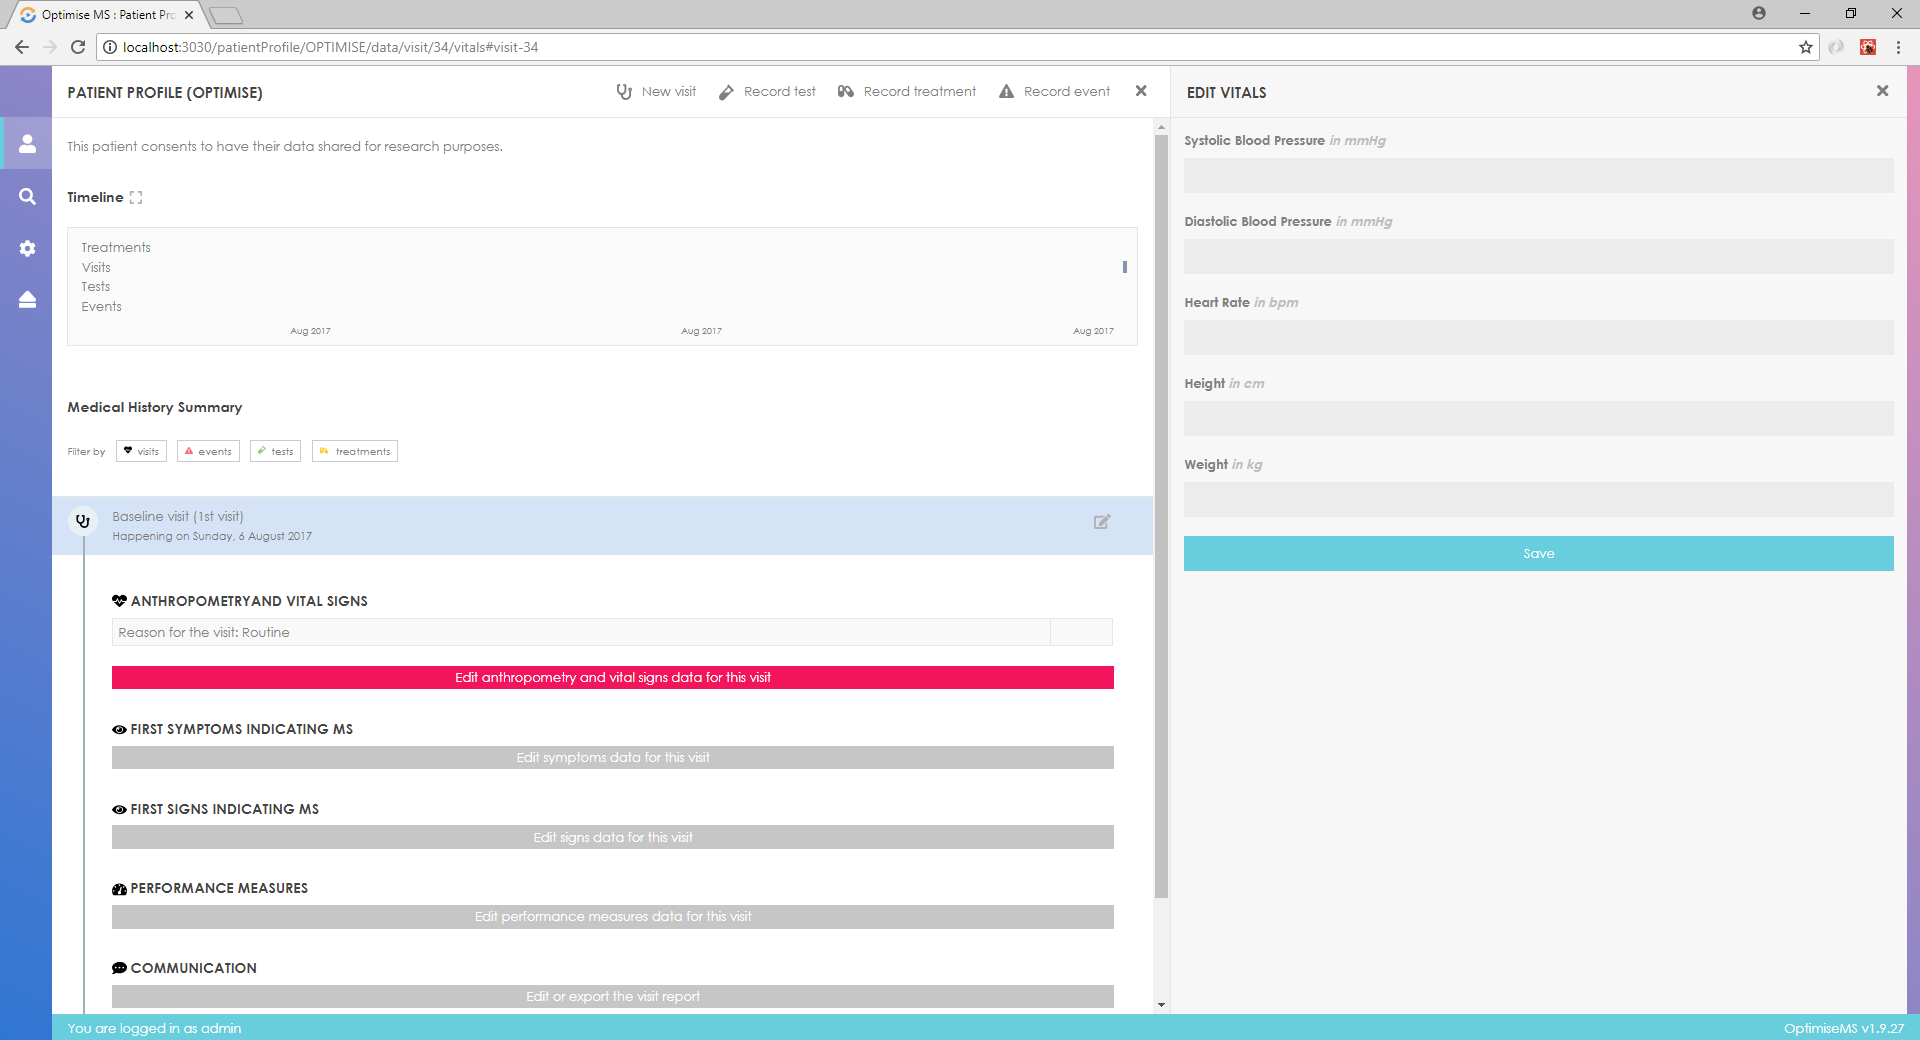 Optimise MS : Patient Pro
localhost:3030/patientProfile/OPTIMISE/data/visit/34/vitals#visit-34
PATIENT PROFILE (OPTIMISE)
New visit
Record test
Record treatment
Record event
This patient consents to have their data shared for research purposes.
Timeline
Treatments
Visits
Tests
Events
Aug 2017 Aug 2017 Aug 2017
Medical History Summary
Filter by visits events tests treatments
Baseline visit (1st visit)
Happening on Sunday, 6 August 2017
ANTHROPOMETRYAND VITAL SIGNS
Reason for the visit: Routine
Edit anthropometry and vital signs data for this visit
FIRST SYMPTOMS INDICATING MS
Edit symptoms data for this visit
FIRST SIGNS INDICATING MS
Edit signs data for this visit
PERFORMANCE MEASURES
Edit performance measures data for this visit
COMMUNICATION
Edit or export the visit report
EDIT VITALS
Systolic Blood Pressure in mmHg
Diastolic Blood Pressure in mmHg
Heart Rate in bpm
Height in cm
Weight in kg
Save
You are logged in as admin
OptimiseMS v1.9.27